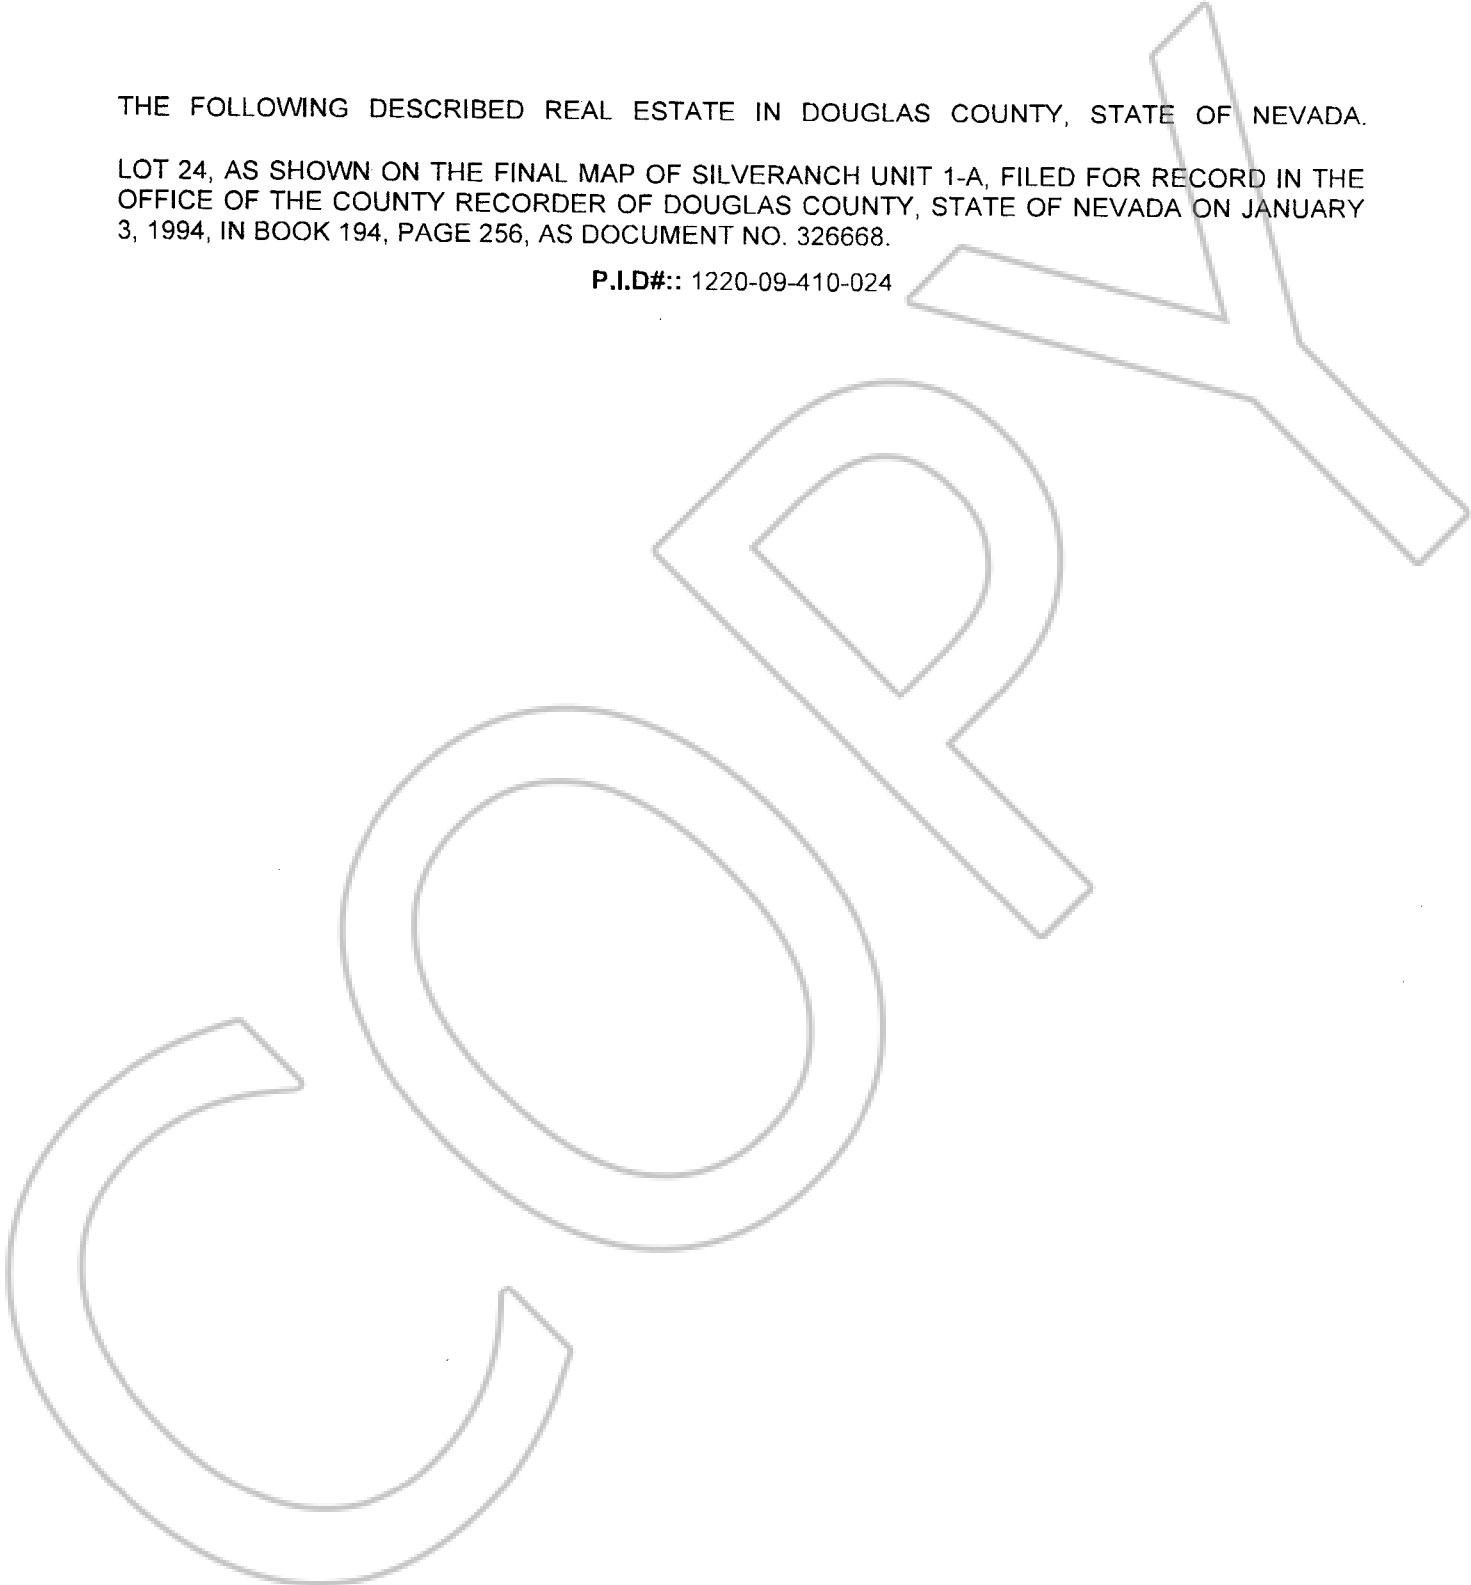 THE FOLLOWING DESCRIBED REAL ESTATE IN DOUGLAS COUNTY, STATE OF NEVADA.
LOT 24, AS SHOWN ON THE FINAL MAP OF SILVERANCH UNIT 1-A, FILED FOR RECORD IN THE
OFFICE OF THE COUNTY RECORDER OF DOUGLAS COUNTY, STATE OF NEVADA ON JANUARY
3, 1994, IN BOOK 194, PAGE 256, AS DOCUMENT NO. 326668.
P.I.D#:: 1220-09-410-024
COPY